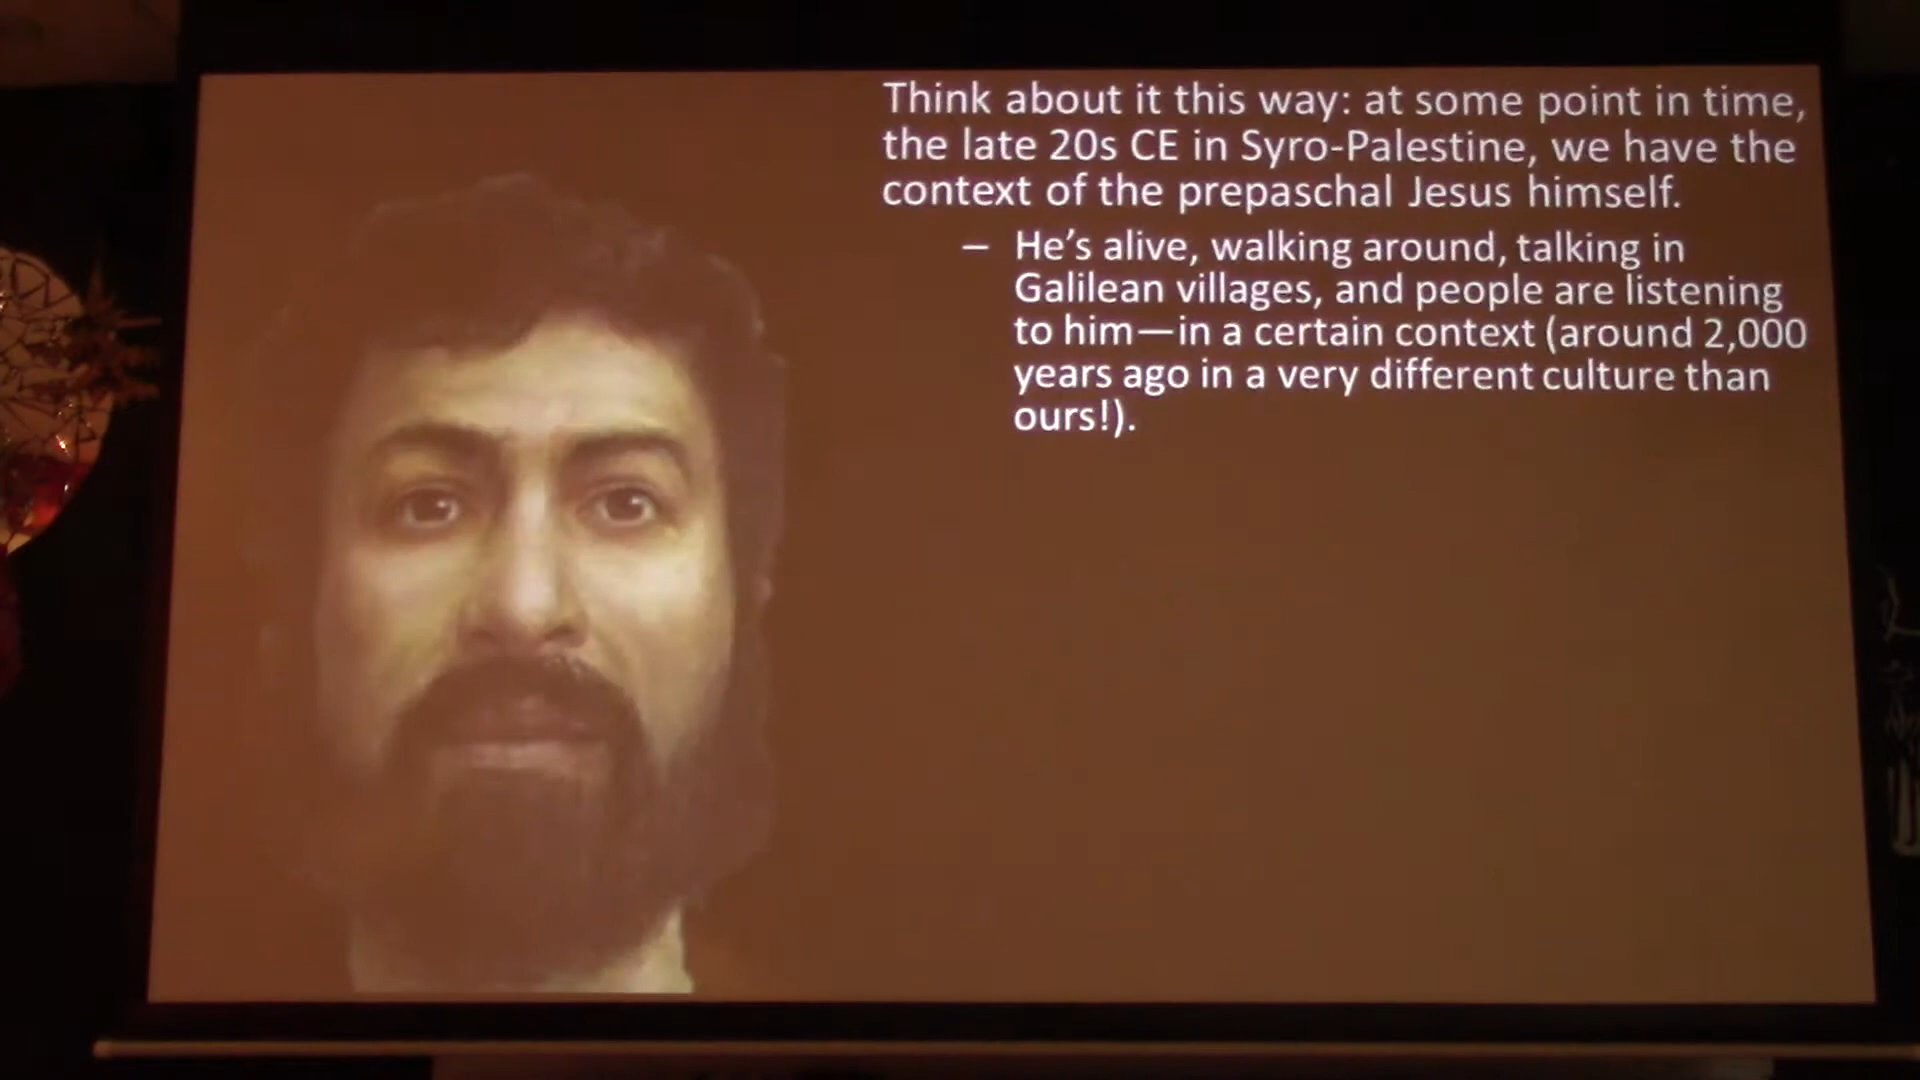 Think about it this way: at some point in time,
the late 20s CE in Syro-Palestine, we have the
context of the prepaschal Jesus himself.
– He’s alive, walking around, talking in
Galilean villages, and people are listening
to him—in a certain context (around 2,000
years ago in a very different culture than
ours!).